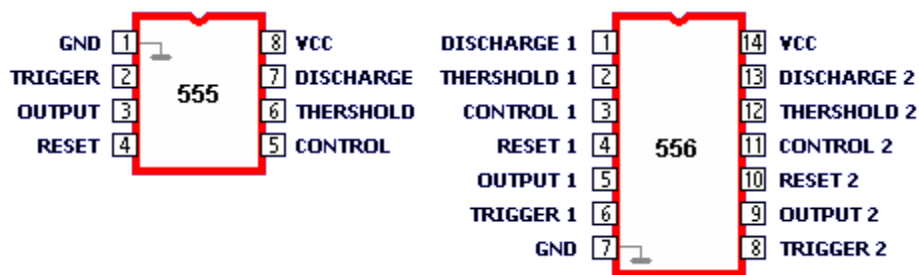 GND 1 8 VCC
TRIGGER 2 7 DISCHARGE
555
OUTPUT 3 6 THERSHOLD
RESET 4 5 CONTROL
DISCHARGE 1 1 14 VCC
THERSHOLD 1 2 13 DISCHARGE 2
CONTROL 1 3 12 THERSHOLD 2
RESET 1 4 556 11 CONTROL 2
OUTPUT 1 5 10 RESET 2
TRIGGER 1 6 9 OUTPUT 2
GND 7 8 TRIGGER 2